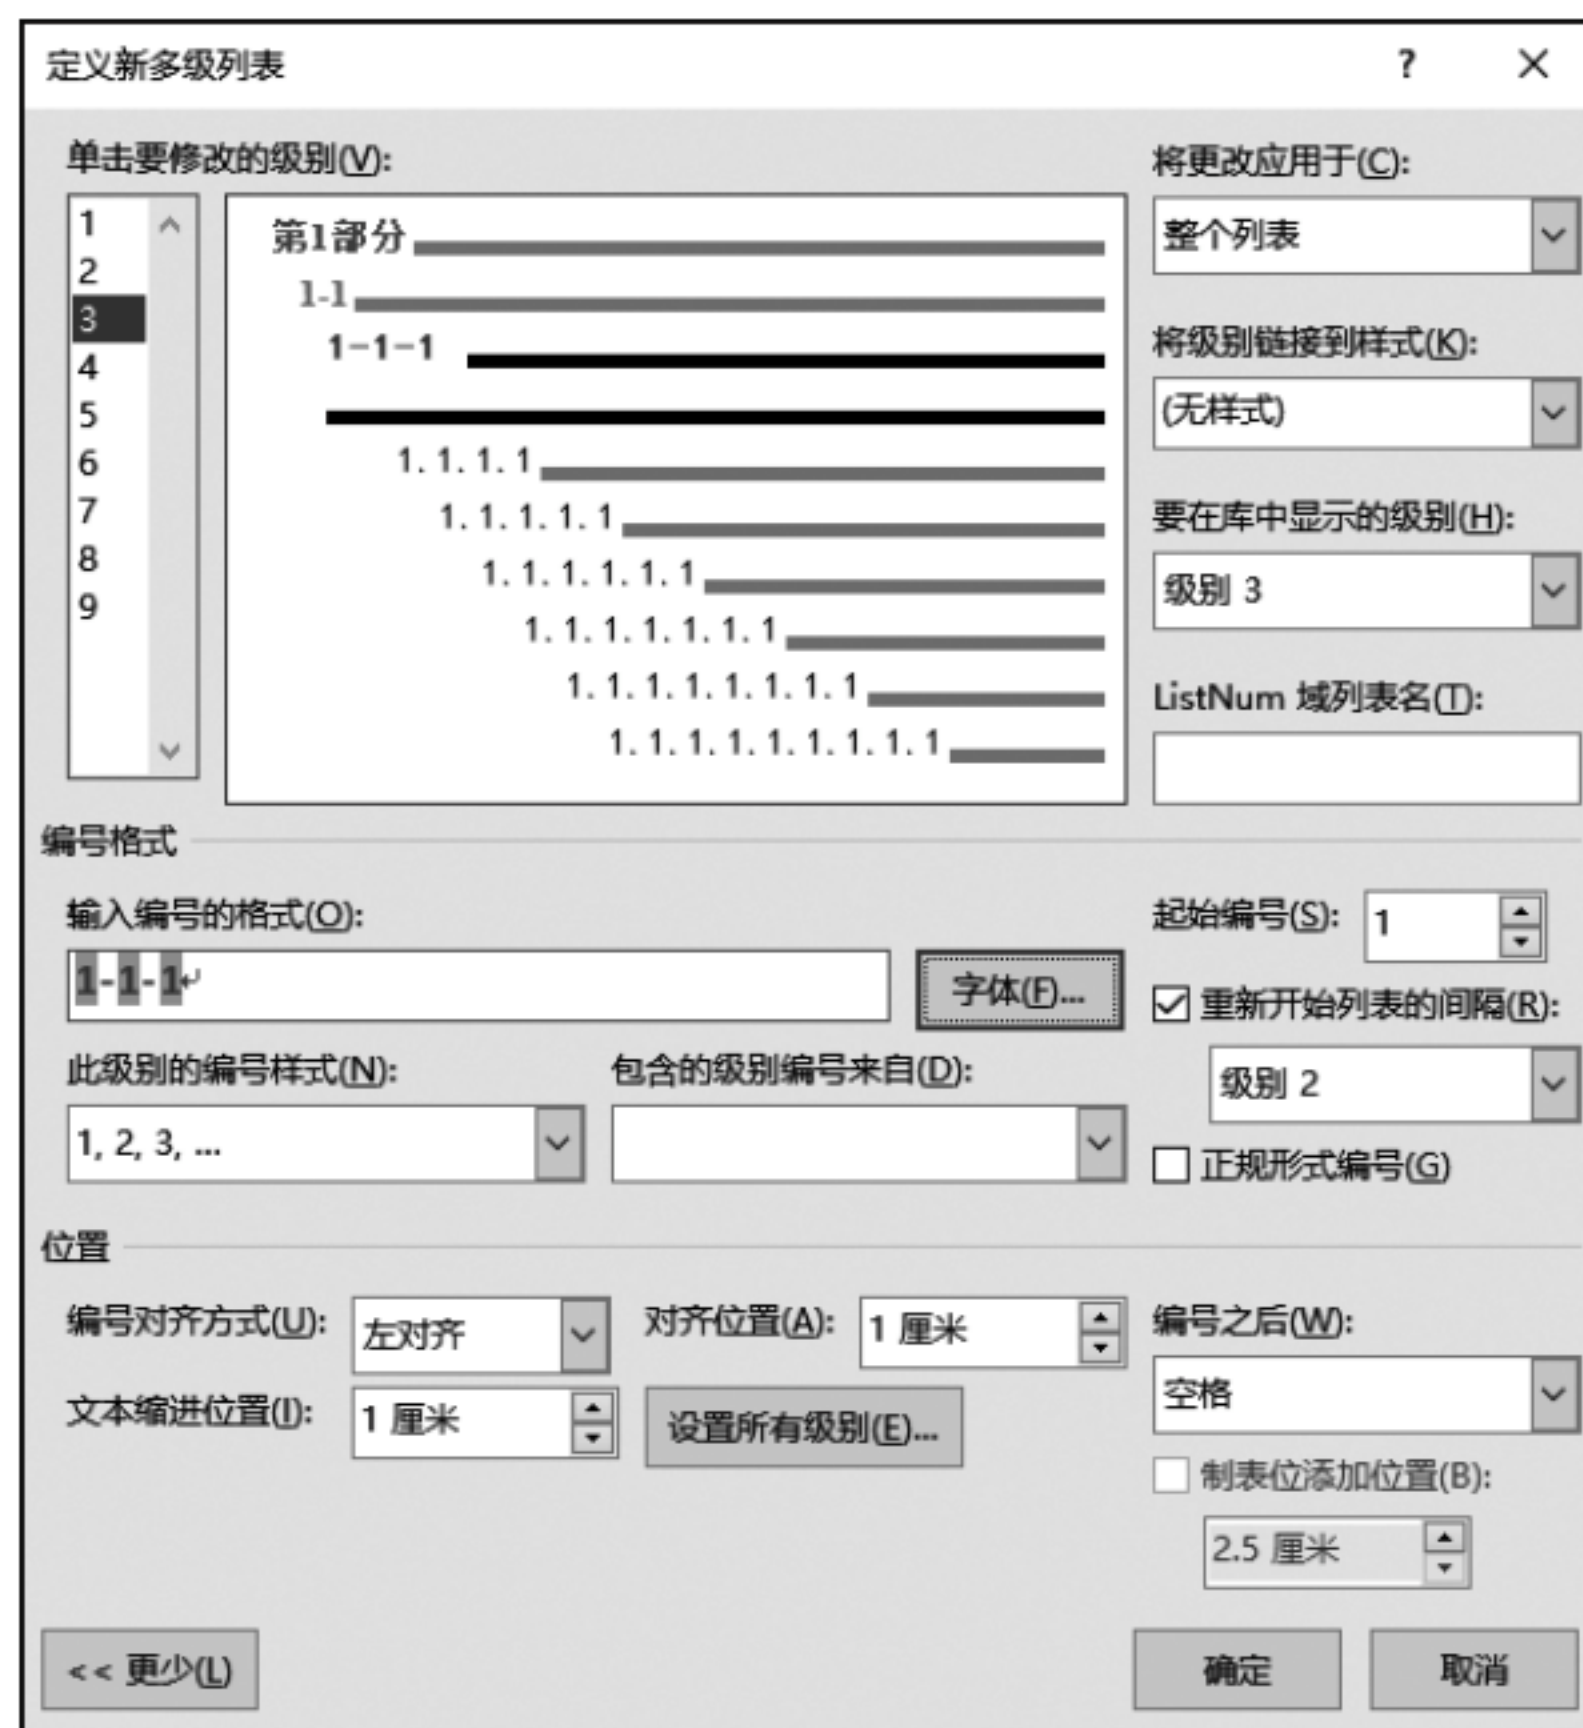 定义新多级列表 ? ×
单击要修改的级别(V):
将更改应用于(C):
1
2
3
4
5
6
7
8
9
第1部分
1-1
1-1-1
1.1.1.1
1.1.1.1.1
1.1.1.1.1.1
1.1.1.1.1.1.1
1.1.1.1.1.1.1.1
1.1.1.1.1.1.1.1.1
整个列表
将级别链接到样式(K):
(无样式)
要在库中显示的级别(H):
级别 3
ListNum 域列表名(T):
编号格式
输入编号的格式(O):
1-1-1↵
字体(F)...
起始编号(S): 1
重新开始列表的间隔(R):
级别 2
此级别的编号样式(N):
1, 2, 3, ...
包含的级别编号来自(D):
正规形式编号(G)
位置
编号对齐方式(U): 左对齐
对齐位置(A): 1 厘米
编号之后(W):
空格
文本缩进位置(I): 1 厘米
设置所有级别(E)...
制表位添加位置(B):
2.5 厘米
<< 更少(L)
确定
取消